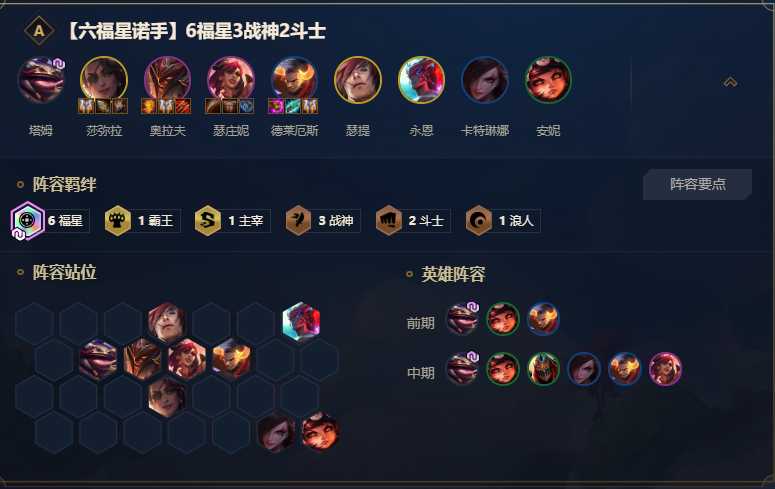 A 【六福星诺手】6福星3战神2斗士
塔姆 莎弥拉 奥拉夫 瑟庄妮 德莱厄斯 瑟提 永恩 卡特琳娜 安妮
阵容羁绊 阵容要点
6 福星 1 霸王 1 主宰 3 战神 2 斗士 1 浪人
阵容站位 英雄阵容
前期
中期